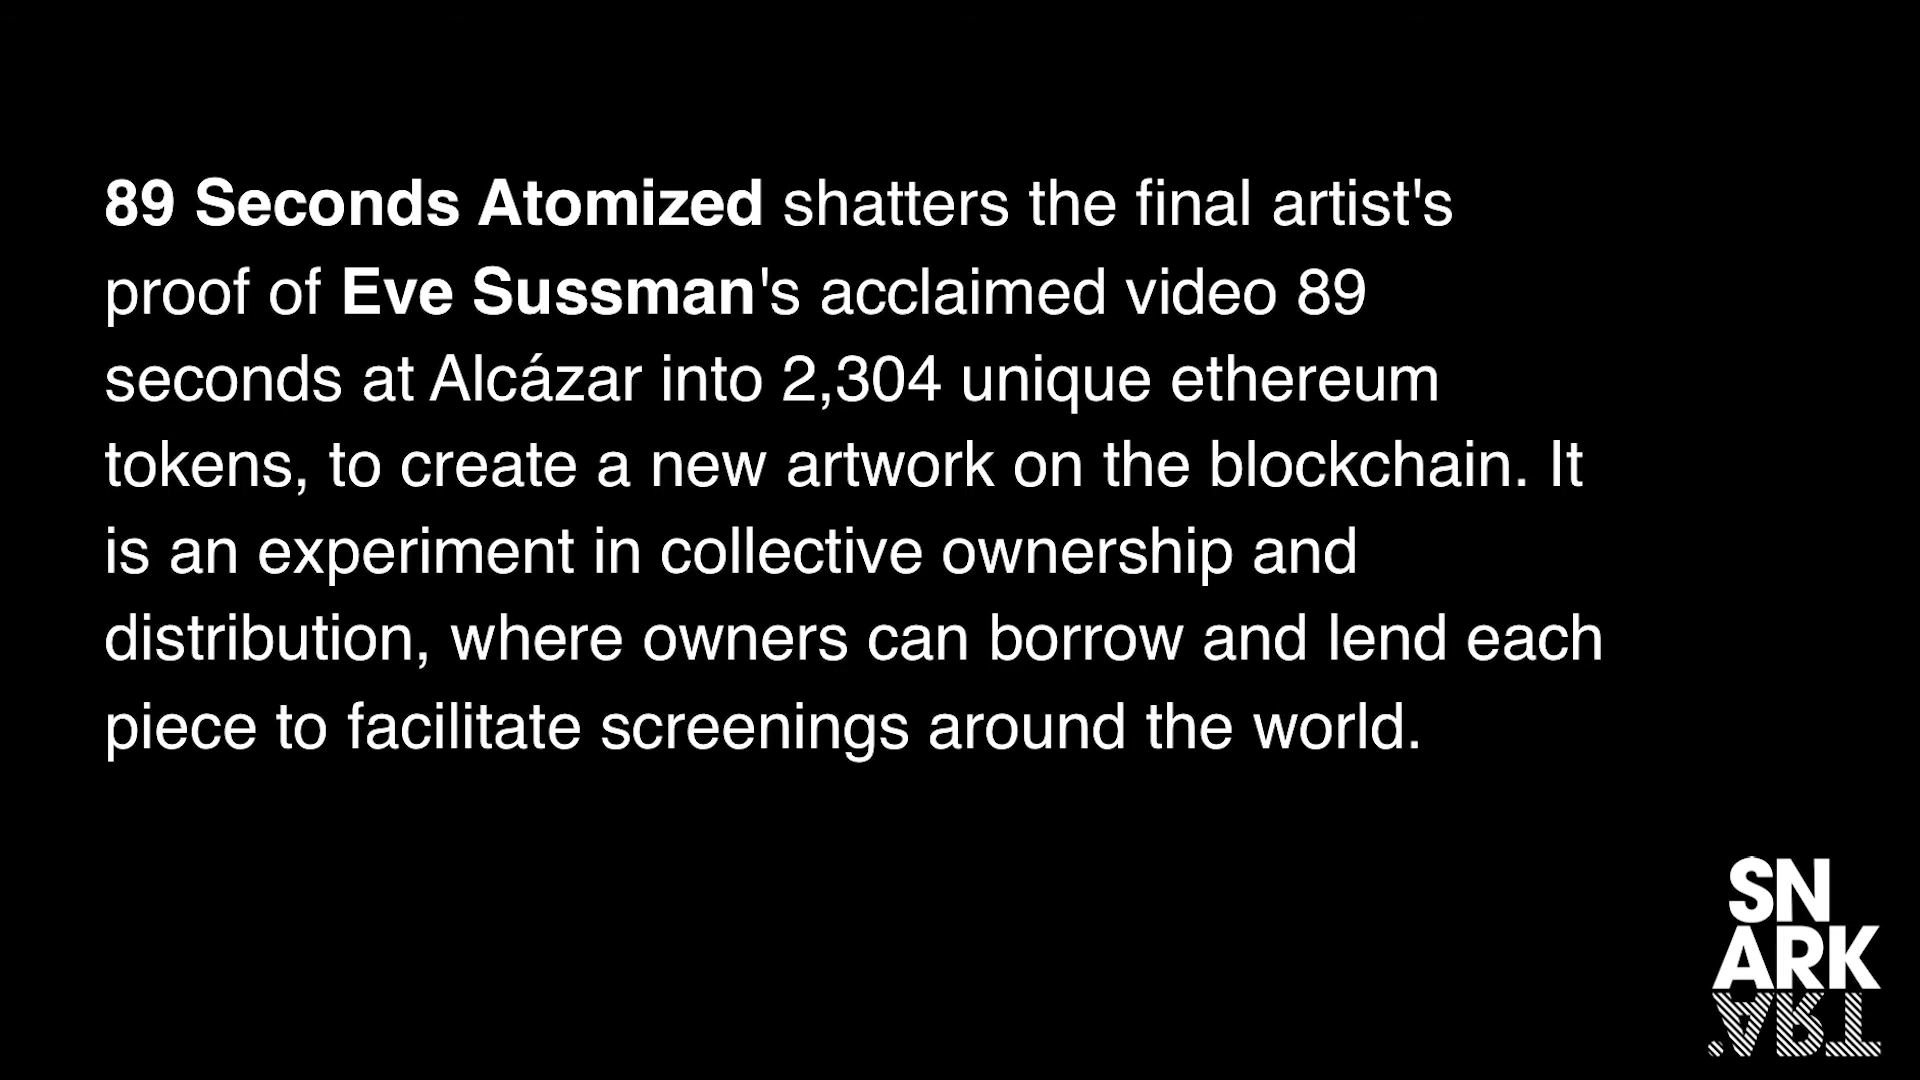 89 Seconds Atomized shatters the final artist's
proof of Eve Sussman's acclaimed video 89
seconds at Alcázar into 2,304 unique ethereum
tokens, to create a new artwork on the blockchain. It
is an experiment in collective ownership and
distribution, where owners can borrow and lend each
piece to facilitate screenings around the world.
SN
ARK
.ART